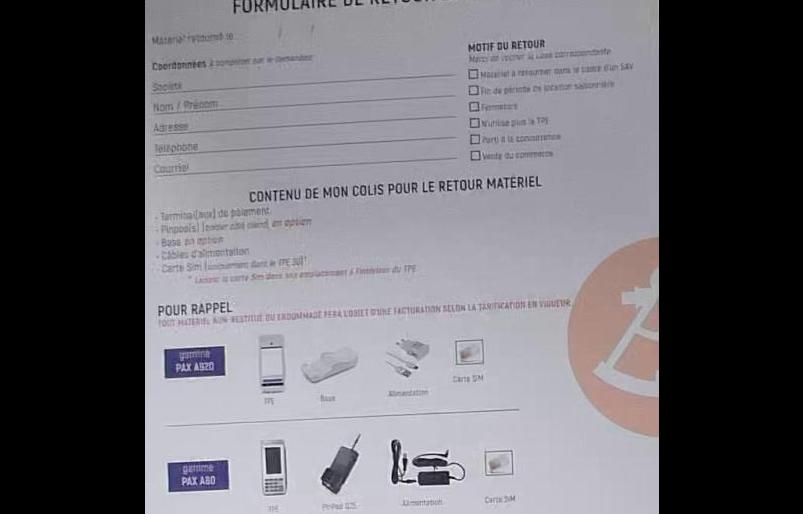 FORMULAIRE DE RETOUR
Matériel retourné le : / /
Coordonnées à compléter par le demandeur
Société
Nom / Prénom
Adresse
Téléphone
Courriel
MOTIF DU RETOUR
Merci de cocher la case correspondante
Matériel à retourner dans le cadre d'un SAV
Fin de période de location saisonnière
Fermeture
N'utilise plus le TPE
Parti à la concurrence
Vente du commerce
CONTENU DE MON COLIS POUR LE RETOUR MATÉRIEL
- Terminal(aux) de paiement
- Pinpad(s) (boitier côté client) en option
- Base en option
- Câbles d'alimentation
- Carte Sim (uniquement dans le TPE 3G)*
* Laissez la carte Sim dans son emplacement à l'intérieur du TPE
POUR RAPPEL
TOUT MATÉRIEL NON-RESTITUÉ OU ENDOMMAGÉ FERA L'OBJET D'UNE FACTURATION SELON LA TARIFICATION EN VIGUEUR
gamme
PAX A920
TPE
Base
Alimentation
Carte SIM
gamme
PAX A80
TPE
PinPad Q25
Alimentation
Carte SIM